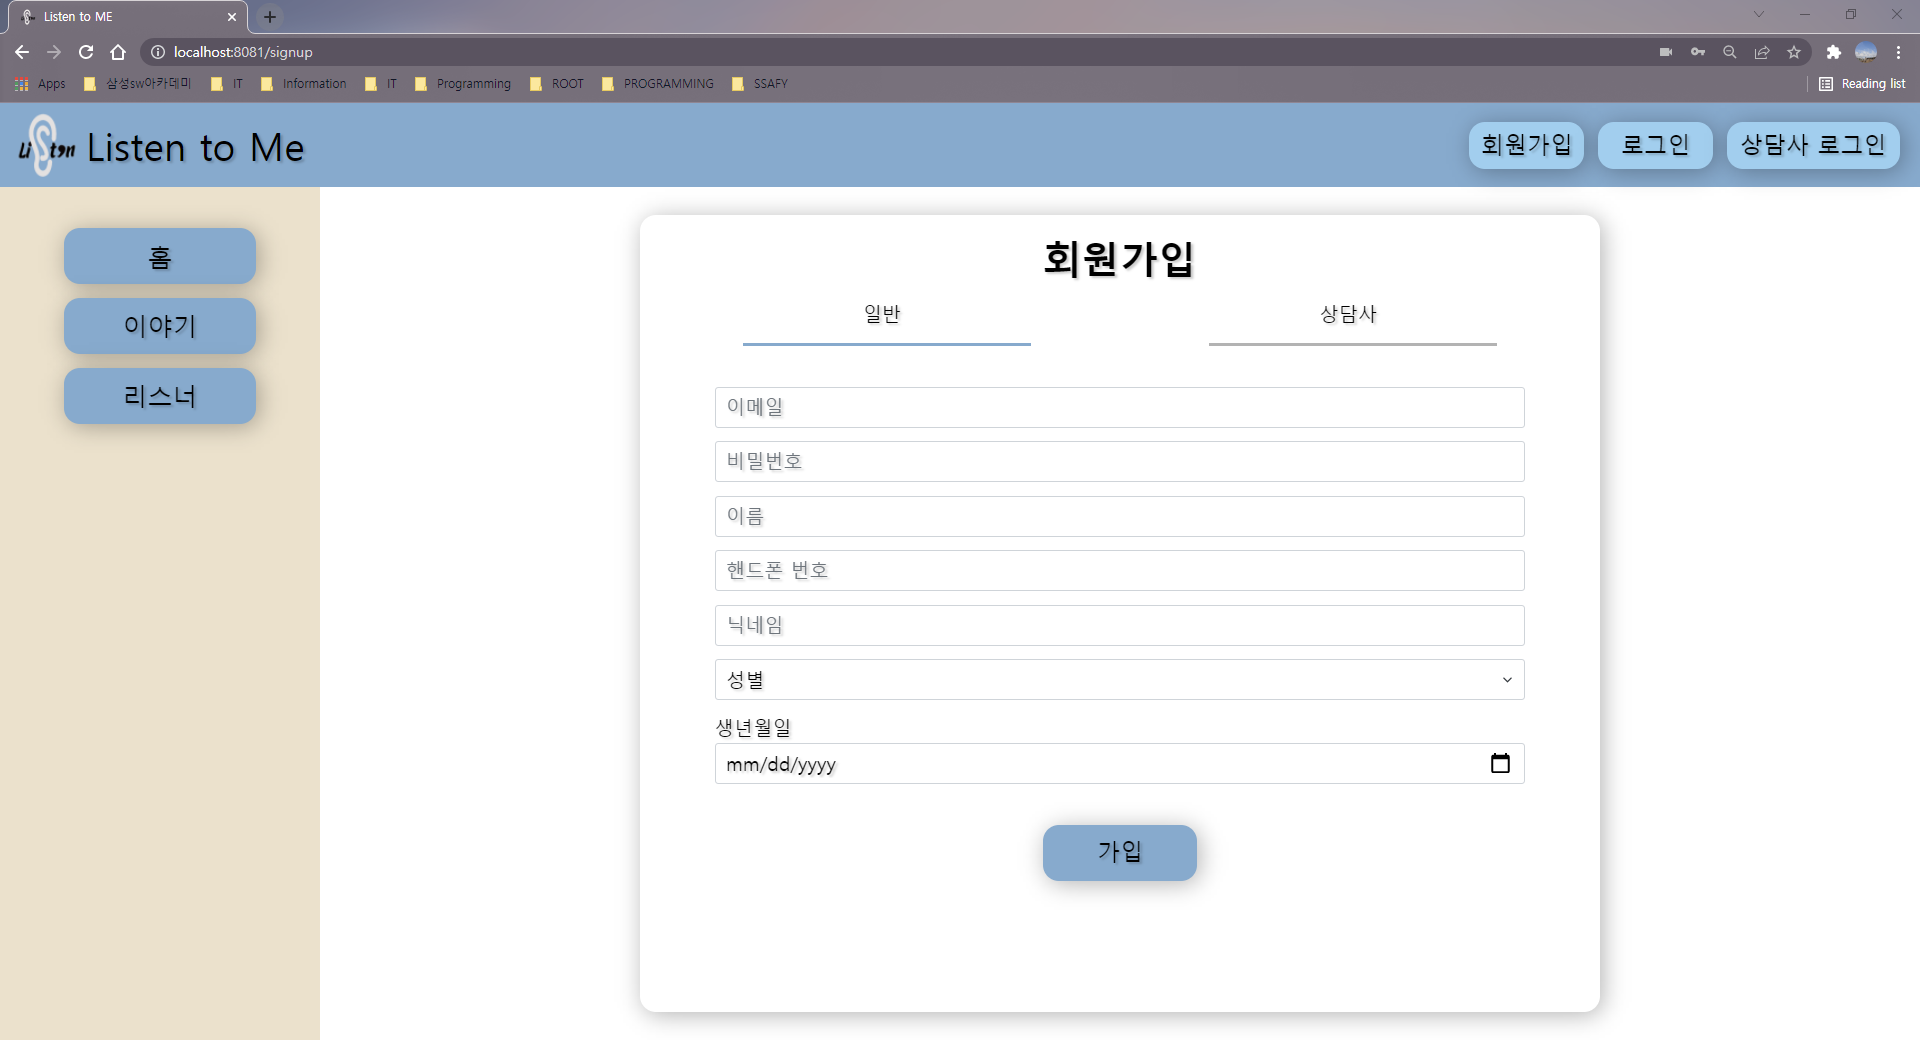 Listen to ME
localhost:8081/signup
Apps 삼성sw아카데미 IT Information IT Programming ROOT PROGRAMMING SSAFY Reading list
Listen Listen to Me 회원가입 로그인 상담사 로그인
홈
이야기
리스너
회원가입
일반 상담사
이메일
비밀번호
이름
핸드폰 번호
닉네임
성별
생년월일
mm/dd/yyyy
가입